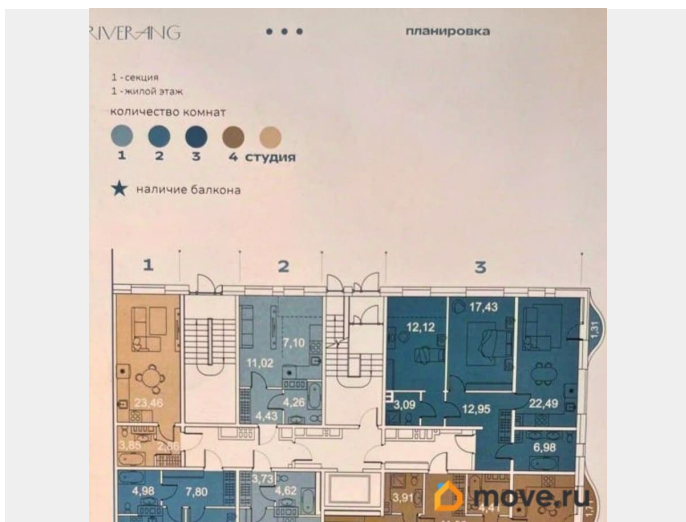 RIVERANG
планировка
1 - секция
1 - жилой этаж
количество комнат
1 2 3 4 студия
наличие балкона
1 2 3
12,12 17,43 1,31
7,10
11,02
23,46 4,43 4,26 3,09 12,95 22,49
3,85 6,98
4,98 7,80 3,73 4,62 3,91 4,41
move.ru